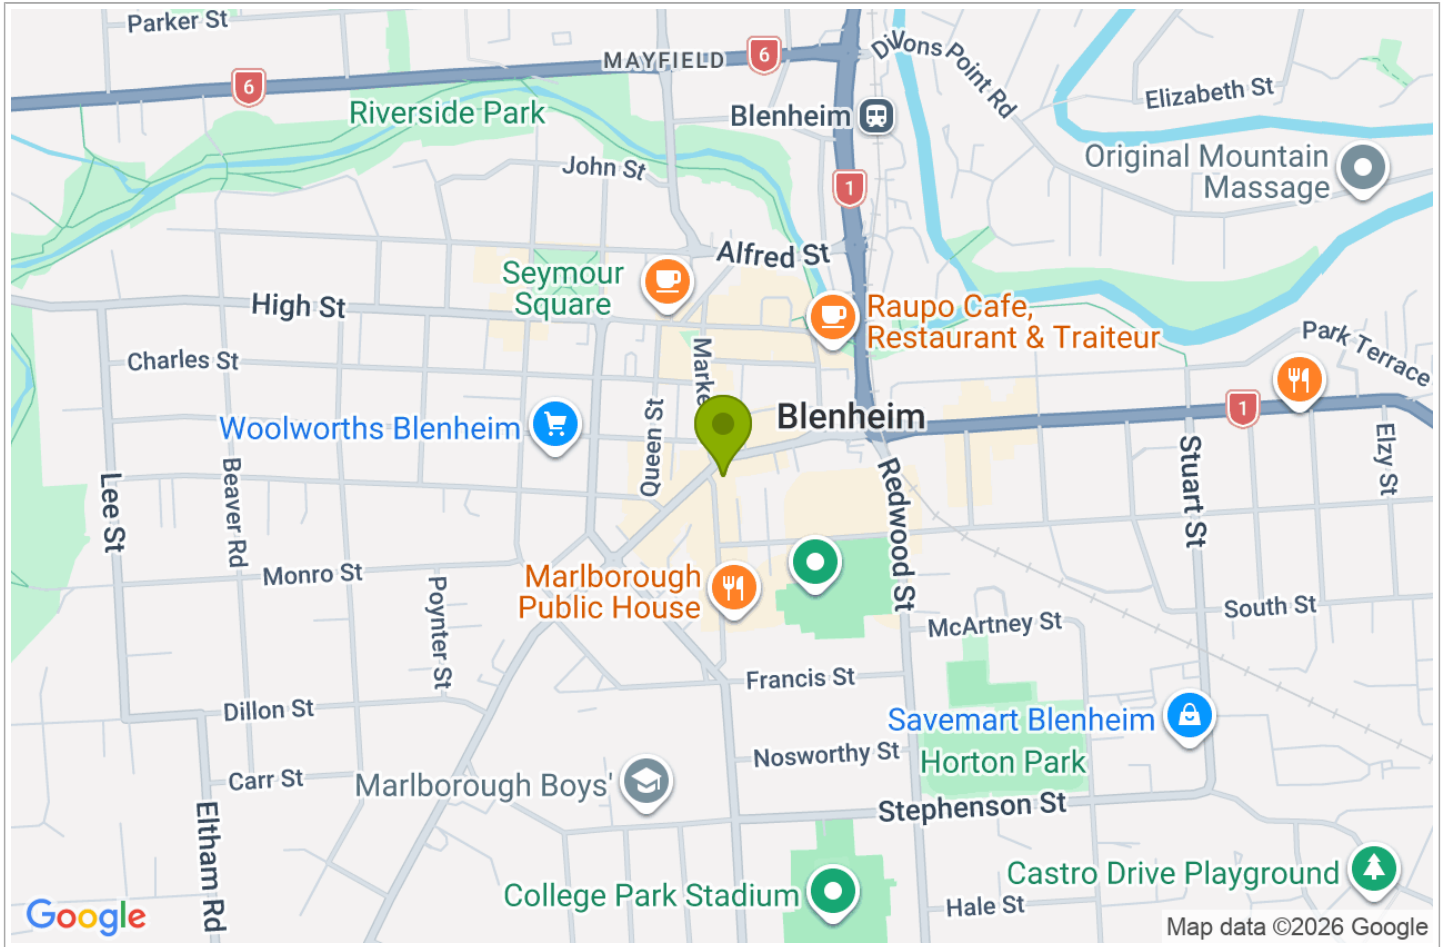 Parker St
6
MAYFIELD
6
Divons Point Rd
Elizabeth St
Riverside Park
Blenheim
John St
Original Mountain
Massage
1
Alfred St
Seymour
Square
High St
Raupo Cafe,
Restaurant & Traiteur
Park Terrace
Charles St
Marke
Woolworths Blenheim
Queen St
Blenheim
1
Elzy St
Lee St
Beaver Rd
Redwood St
Stuart St
Monro St
Poynter St
Marlborough
Public House
McArtney St
South St
Francis St
Dillon St
Savemart Blenheim
Nosworthy St
Horton Park
Carr St
Marlborough Boys'
Stephenson St
Eltham Rd
College Park Stadium
Castro Drive Playground
Hale St
Google
Map data ©2026 Google